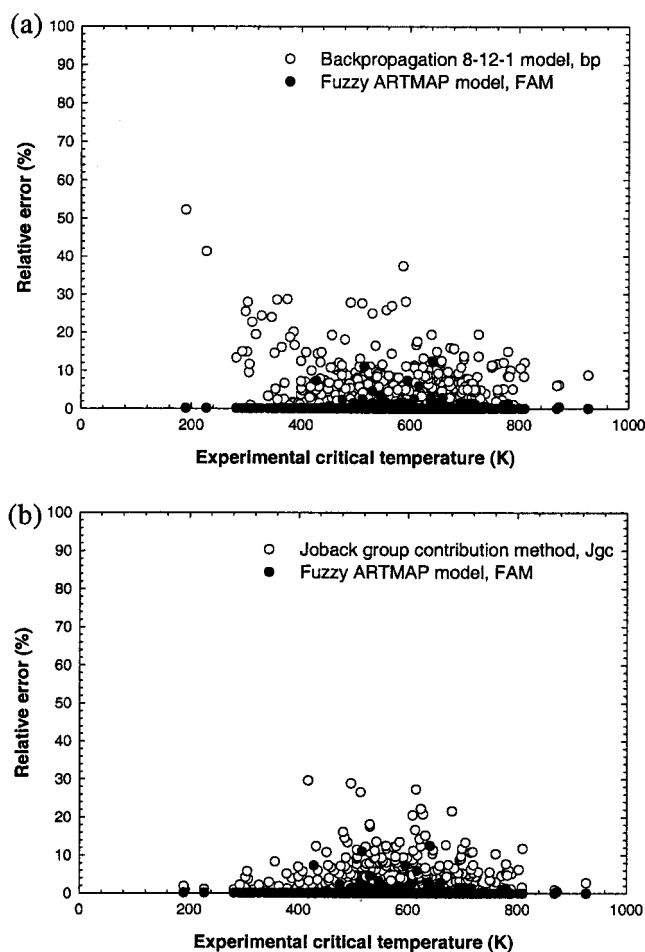 (a)
100
90
80
70
60
50
40
30
20
10
0
Relative error (%)
Backpropagation 8-12-1 model, bp
Fuzzy ARTMAP model, FAM
0 200 400 600 800 1000
Experimental critical temperature (K)
(b)
100
90
80
70
60
50
40
30
20
10
0
Relative error (%)
Joback group contribution method, Jgc
Fuzzy ARTMAP model, FAM
0 200 400 600 800 1000
Experimental critical temperature (K)